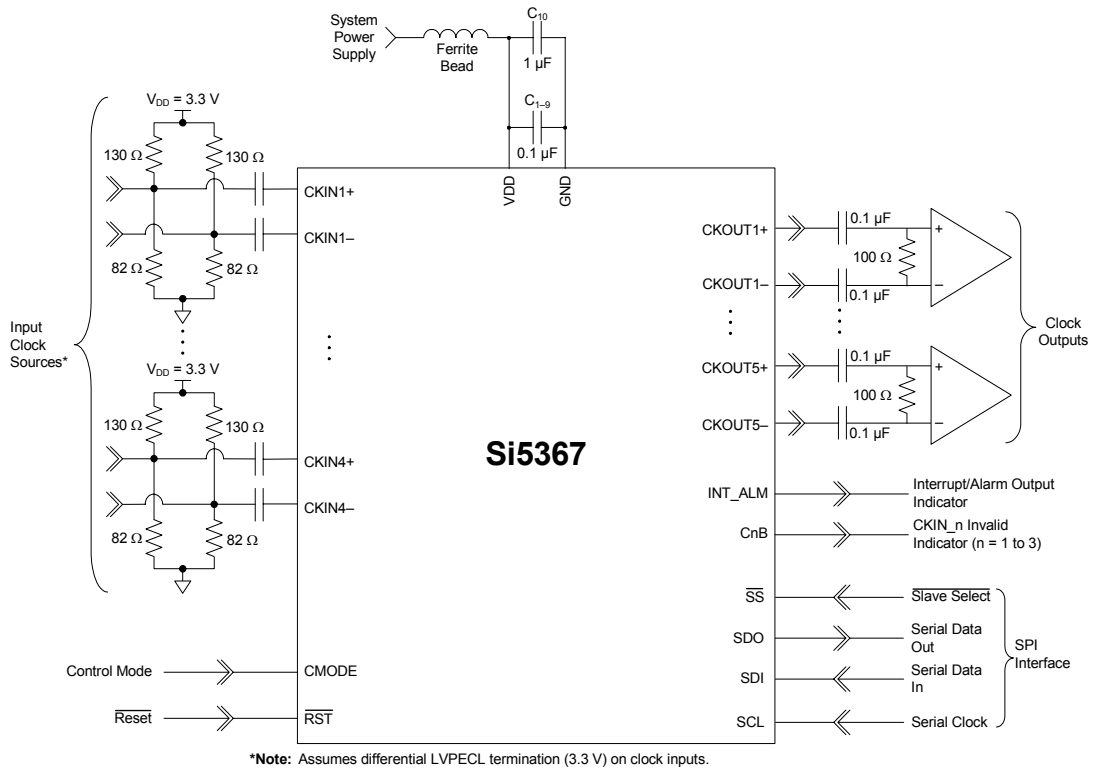 System
Power
Supply
Ferrite
Bead
C10
1 µF
C1–9
0.1 µF
VDD
GND
VDD = 3.3 V
130 Ω
130 Ω
82 Ω
82 Ω
CKIN1+
CKIN1–
Input
Clock
Sources*
VDD = 3.3 V
130 Ω
130 Ω
82 Ω
82 Ω
CKIN4+
CKIN4–
Control Mode
CMODE
Reset
RST
Si5367
CKOUT1+
0.1 µF
+
100 Ω
CKOUT1–
0.1 µF
–
CKOUT5+
0.1 µF
+
100 Ω
CKOUT5–
0.1 µF
–
Clock
Outputs
INT_ALM
Interrupt/Alarm Output
Indicator
CnB
CKIN_n Invalid
Indicator (n = 1 to 3)
SS
Slave Select
SDO
Serial Data
Out
SDI
Serial Data
In
SCL
Serial Clock
SPI
Interface
*Note: Assumes differential LVPECL termination (3.3 V) on clock inputs.